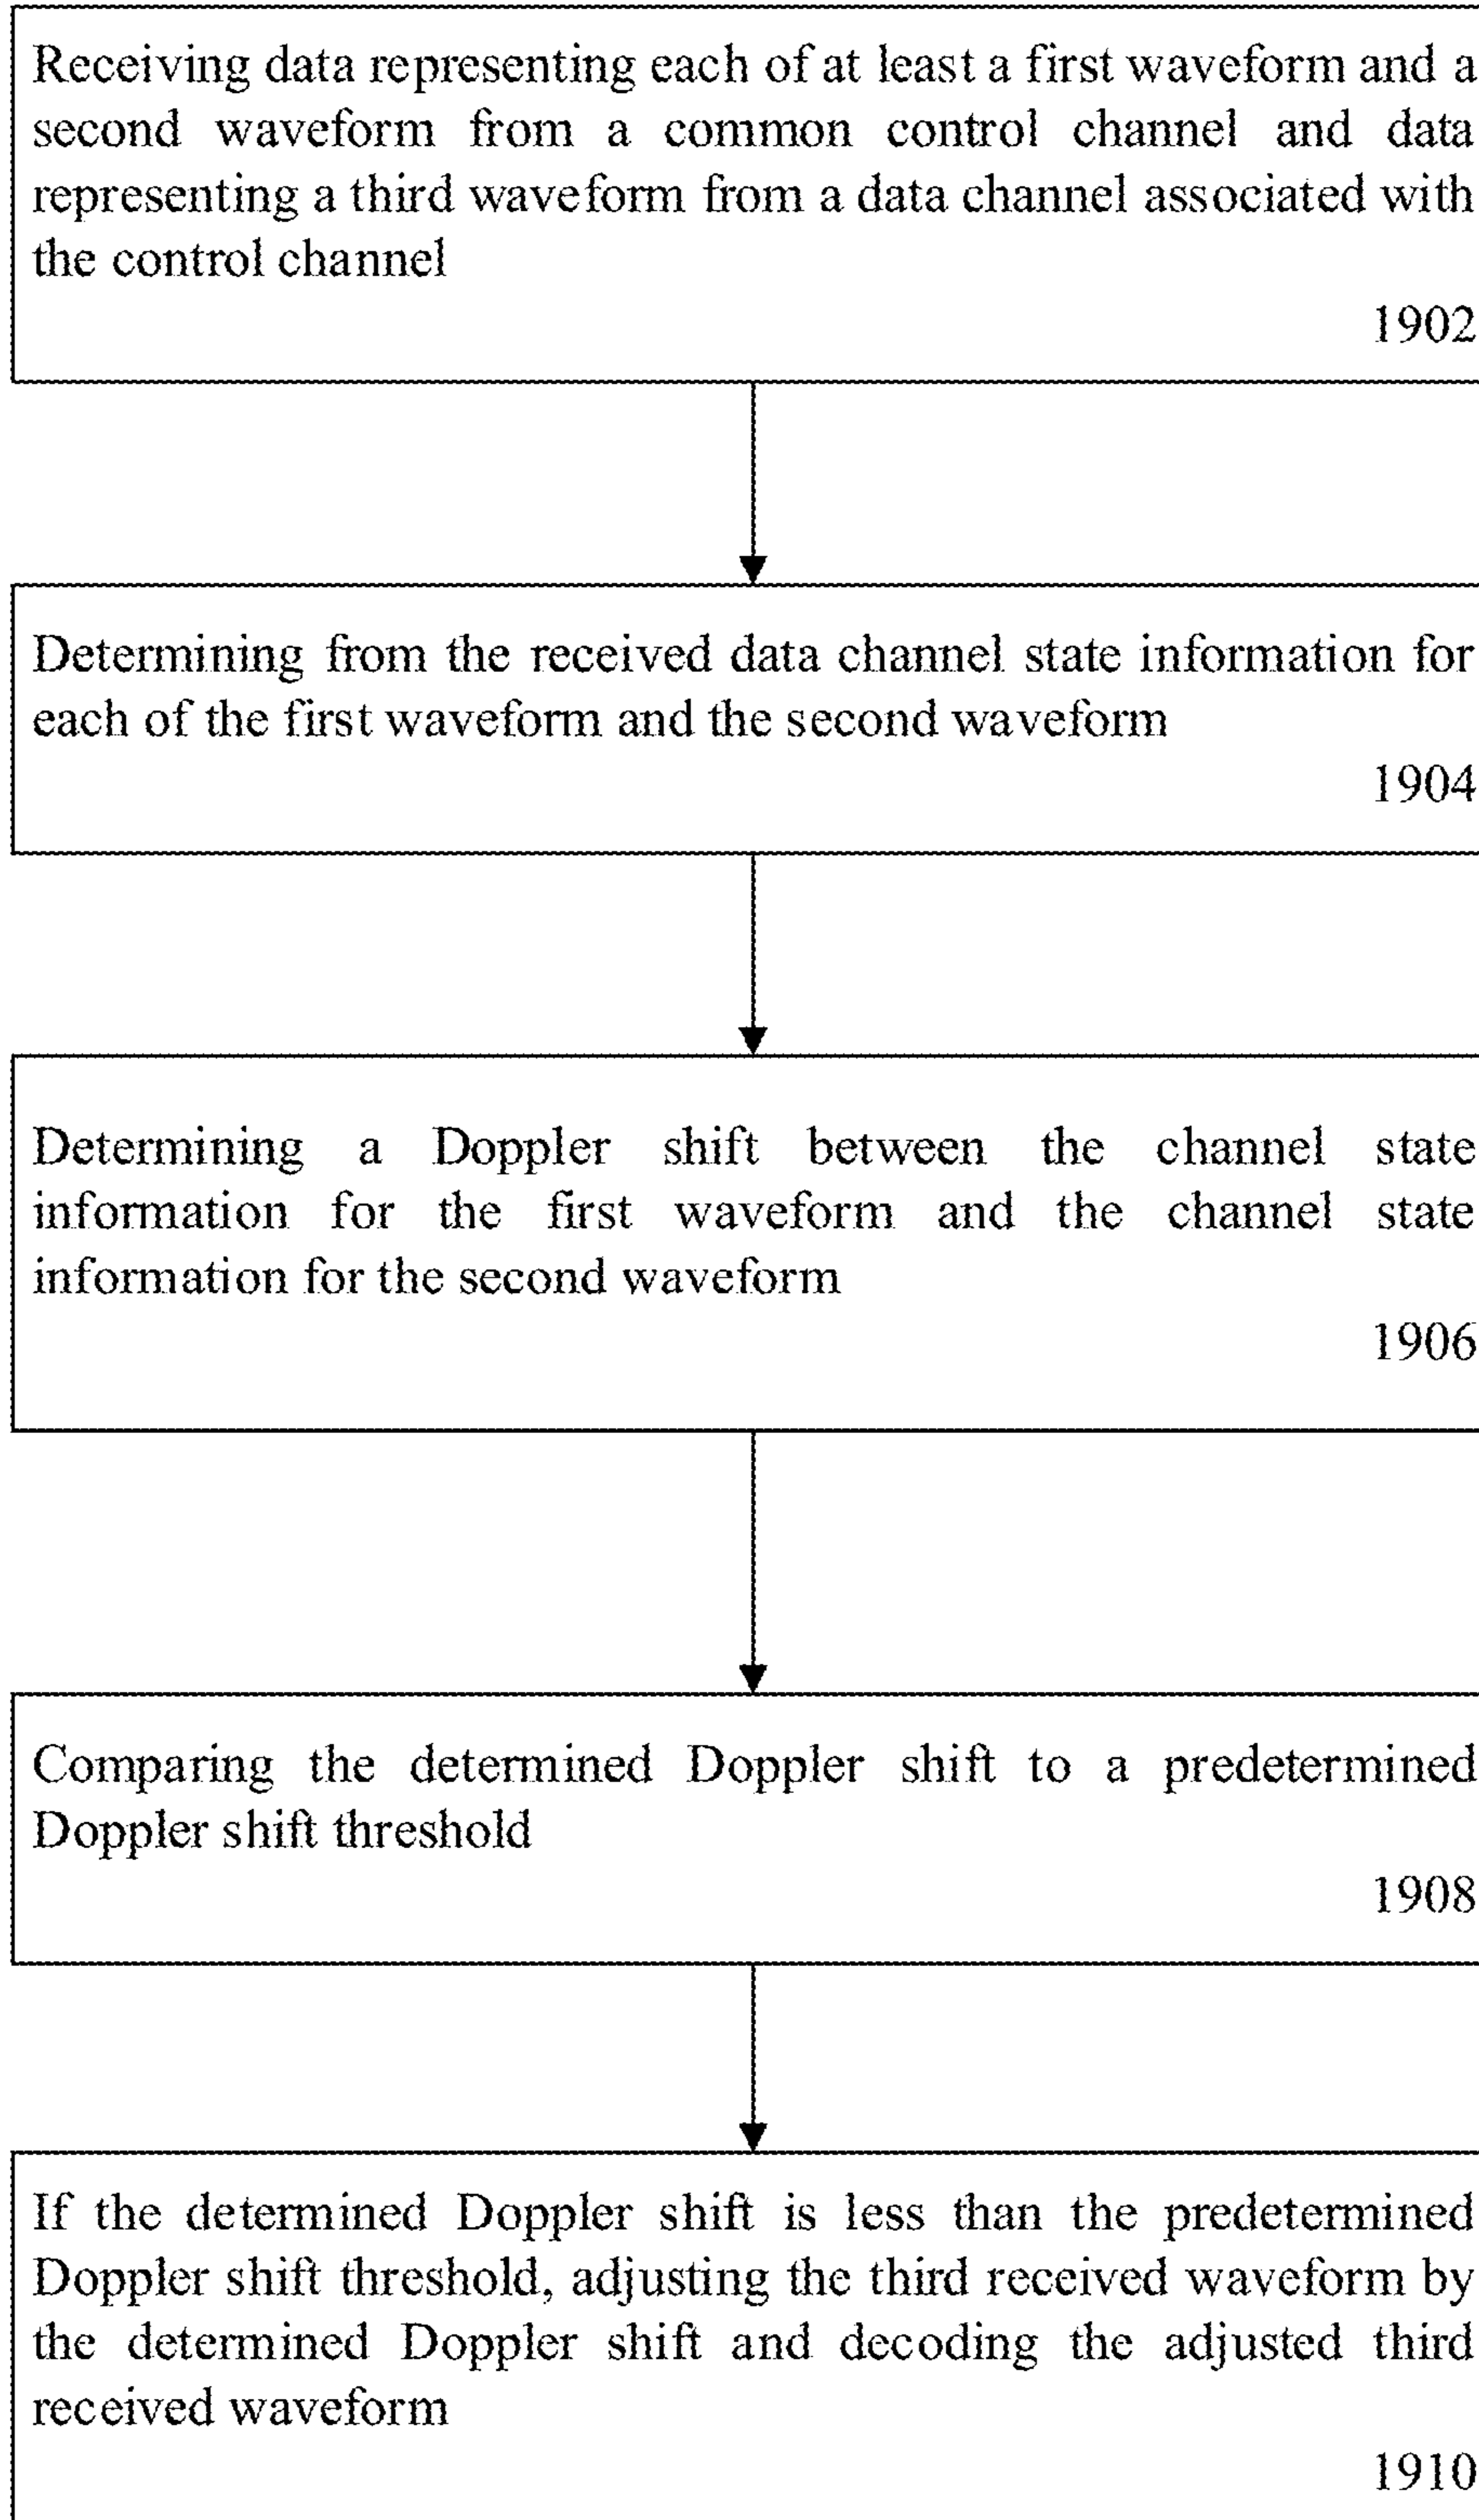 Receiving data representing each of at least a first waveform and a
second waveform from a common control channel and data
representing a third waveform from a data channel associated with
the control channel
1902
Determining from the received data channel state information for
each of the first waveform and the second waveform
1904
Determining a Doppler shift between the channel state
information for the first waveform and the channel state
information for the second waveform
1906
Comparing the determined Doppler shift to a predetermined
Doppler shift threshold
1908
If the determined Doppler shift is less than the predetermined
Doppler shift threshold, adjusting the third received waveform by
the determined Doppler shift and decoding the adjusted third
received waveform
1910